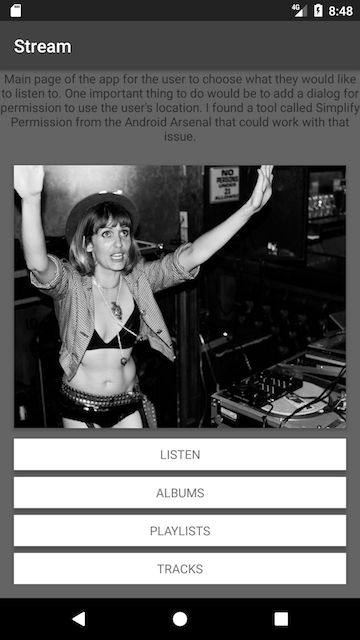 4G 8:48
Stream
Main page of the app for the user to choose what they would like
to listen to. One important thing to do would be to add a dialog for
permission to use the user's location. I found a tool called Simplify
Permission from the Android Arsenal that could work with that
issue.
NO
PERSONS
UNDER
21
ALLOWED
LISTEN
ALBUMS
PLAYLISTS
TRACKS